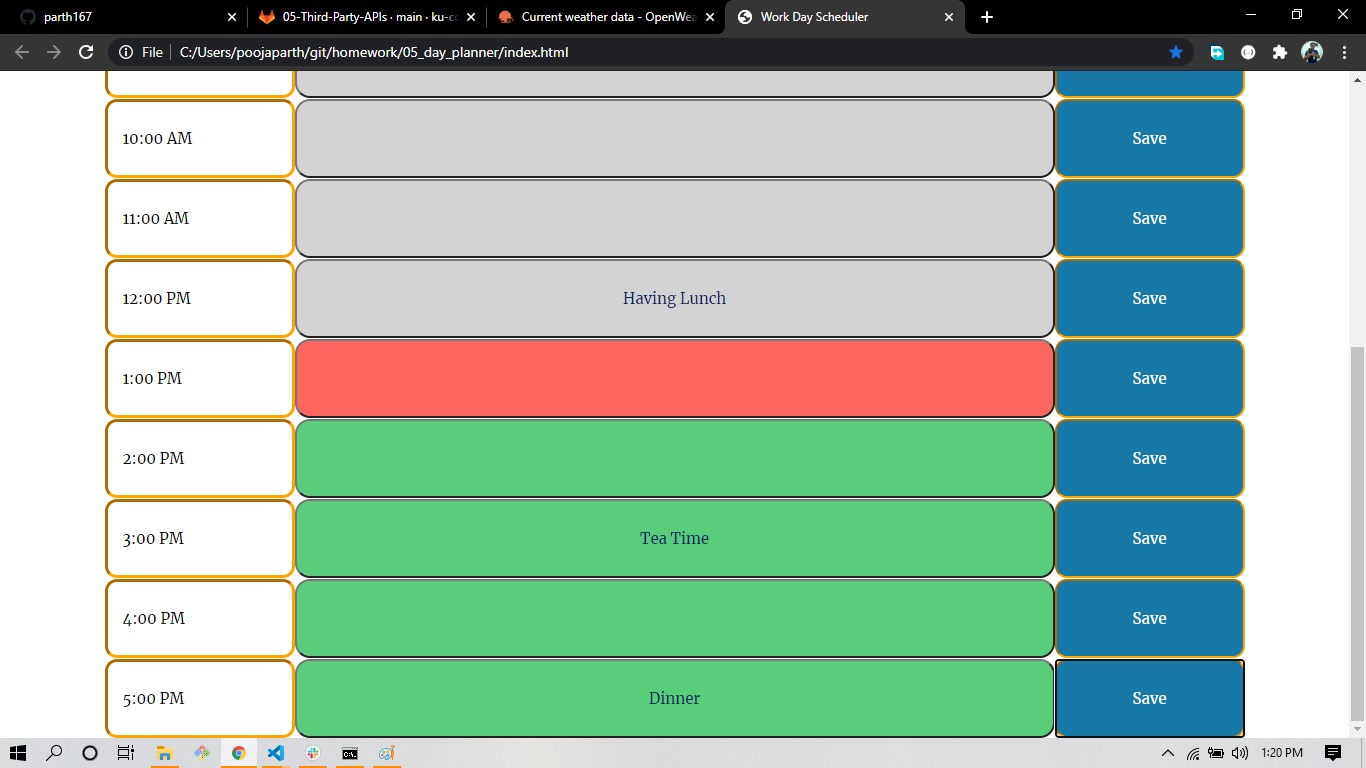 parth167
05-Third-Party-APIs · main · ku-c
Current weather data - OpenWea
Work Day Scheduler
File
C:/Users/poojaparth/git/homework/05_day_planner/index.html
10:00 AM
Save
11:00 AM
Save
12:00 PM
Having Lunch
Save
1:00 PM
Save
2:00 PM
Save
3:00 PM
Tea Time
Save
4:00 PM
Save
5:00 PM
Dinner
Save
1:20 PM